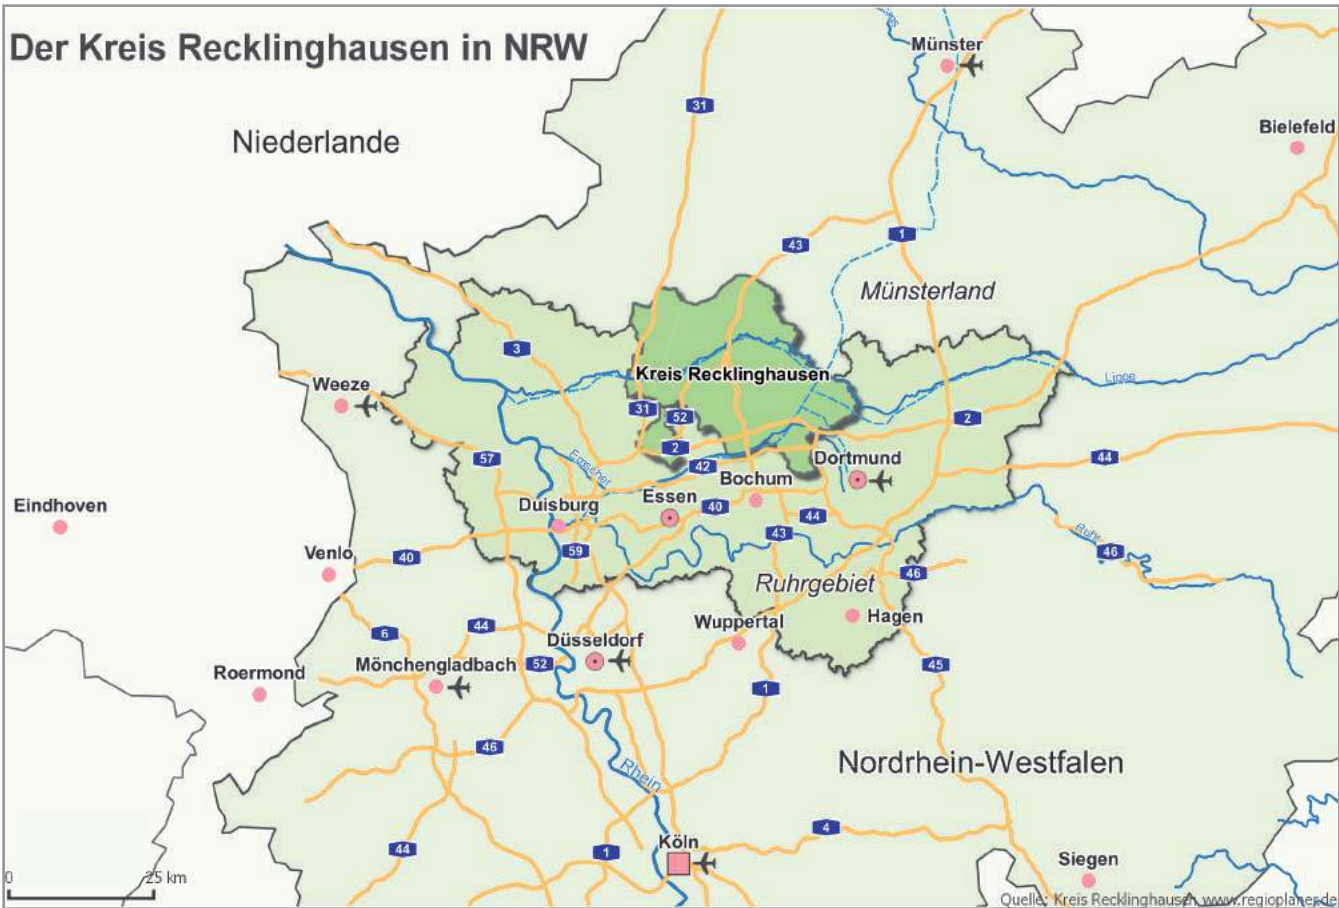 Der Kreis Recklinghausen in NRW
Münster
31
Bielefeld
Niederlande
43
1
Münsterland
3
Kreis Recklinghausen
Lippe
Weeze
31
52
2
2
57
Emscher
42
44
Dortmund
Bochum
Essen
Eindhoven
Duisburg
40
44
43
Ruhr
46
Venlo
40
59
46
Ruhrgebiet
Hagen
6
44
Wuppertal
Düsseldorf
52
45
Roermond
Mönchengladbach
1
46
Rhein
Nordrhein-Westfalen
4
Köln
44
1
Siegen
0
25 km
Quelle: Kreis Recklinghausen www.regioplaner.de